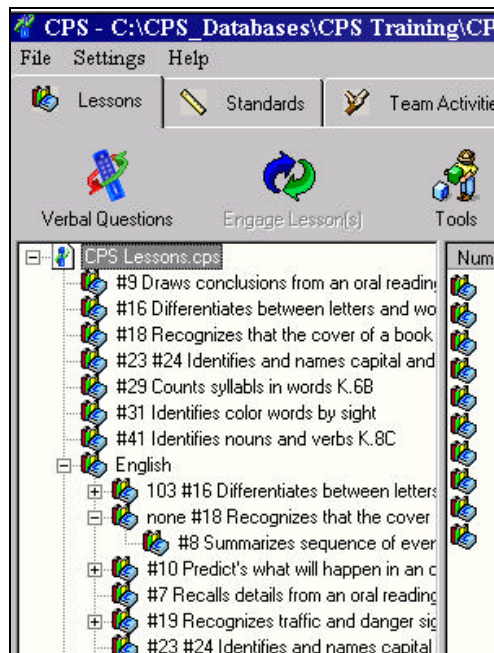 CPS - C:\CPS_Databases\CPS Training\CP
File Settings Help
Lessons Standards Team Activitie
Verbal Questions Engage Lesson(s) Tools
CPS Lessons.cps Num
#9 Draws conclusions from an oral reading
#16 Differentiates between letters and wo
#18 Recognizes that the cover of a book
#23 #24 Identifies and names capital and
#29 Counts syllabls in words K.6B
#31 Identifies color words by sight
#41 Identifies nouns and verbs K.8C
English
103 #16 Differentiates between letters
none #18 Recognizes that the cover
#8 Summarizes sequence of ever
#10 Predict's what will happen in an o
#7 Recalls details from an oral reading
#19 Recognizes traffic and danger sig
#23 #24 Identifies and names capital